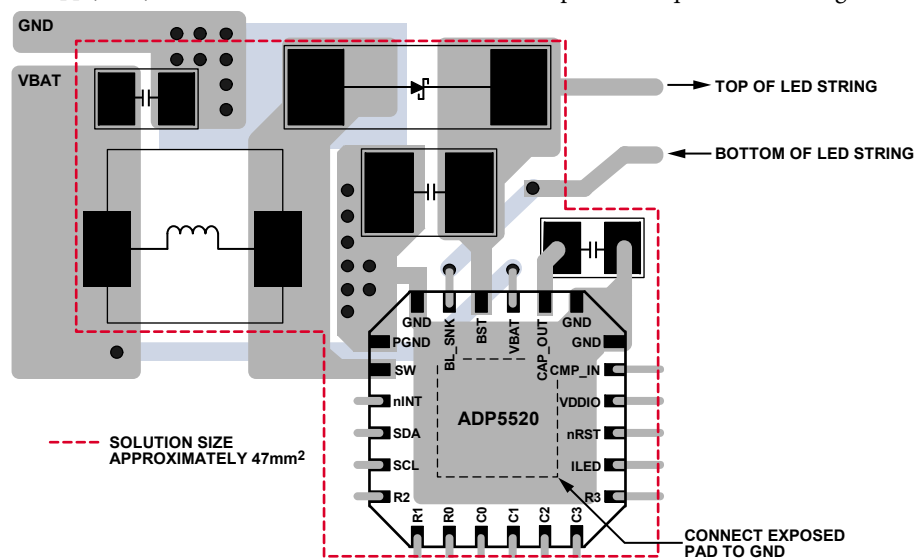 GND
VBAT
TOP OF LED STRING
BOTTOM OF LED STRING
GND
BL_SNK
BST
VBAT
CAP_OUT
GND
PGND
GND
SW
CMP_IN
nINT
VDDIO
ADP5520
SDA
nRST
SCL
ILED
R2
R3
R1
R0
C0
C1
C2
C3
SOLUTION SIZE
APPROXIMATELY 47mm2
CONNECT EXPOSED
PAD TO GND